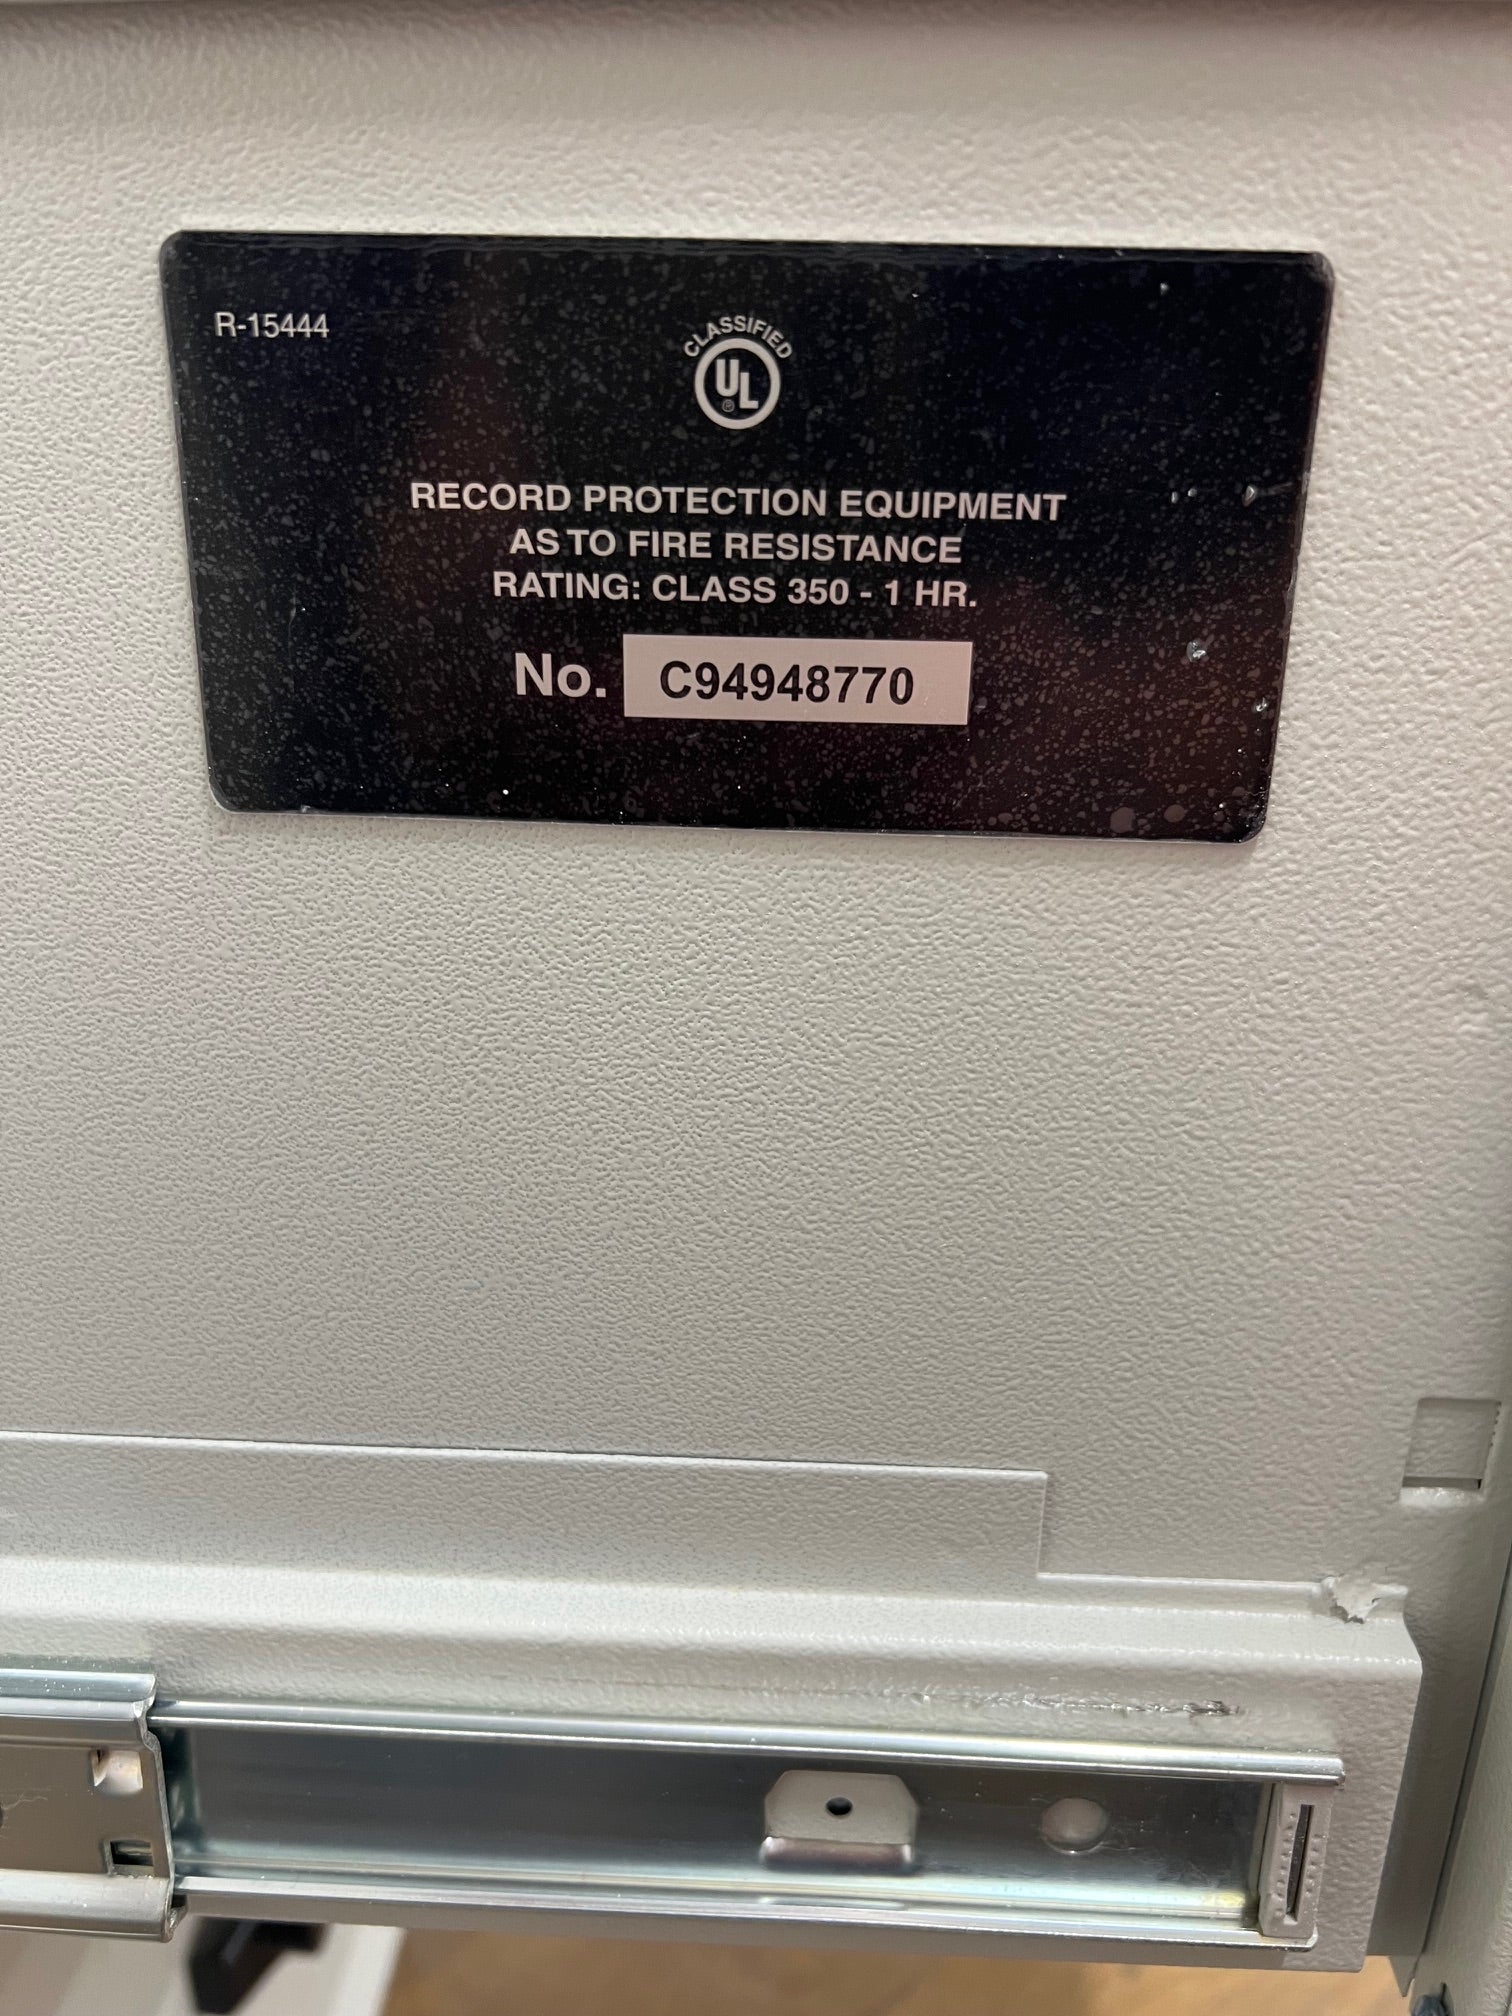 R-15444
CLASSIFIED
UL®
RECORD PROTECTION EQUIPMENT
AS TO FIRE RESISTANCE
RATING: CLASS 350 - 1 HR.
No. C94948770